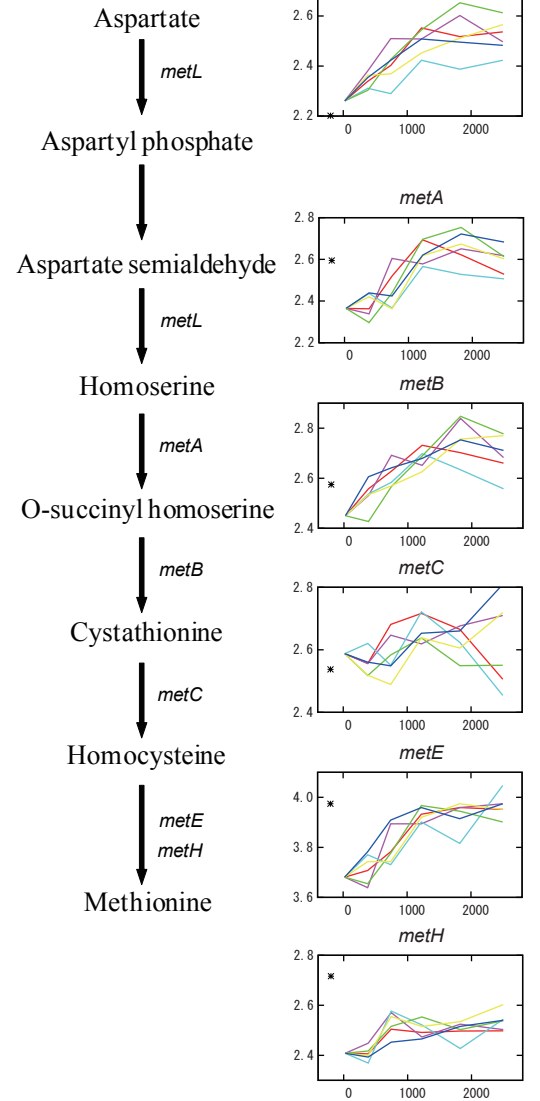 Aspartate
metL
Aspartyl phosphate
Aspartate semialdehyde
metL
Homoserine
metA
O-succinyl homoserine
metB
Cystathionine
metC
Homocysteine
metE
metH
Methionine
2.6
2.4
2.2
0 1000 2000
metA
2.8
2.6
2.4
2.2
0 1000 2000
metB
2.8
2.6
2.4
0 1000 2000
metC
2.8
2.6
2.4
0 1000 2000
metE
4.0
3.8
3.6
0 1000 2000
metH
2.8
2.6
2.4
0 1000 2000